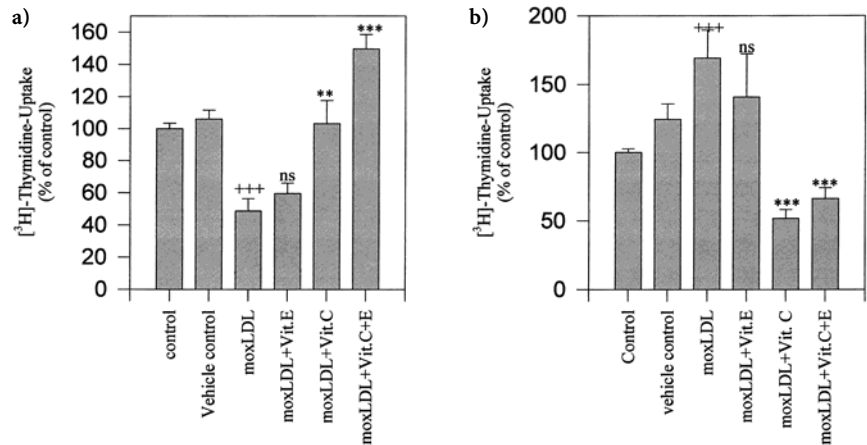 a)
[³H]-Thymidine-Uptake
(% of control)
160
140
120
100
80
60
40
20
0
+++
ns
**
***
control
Vehicle control
moxLDL
moxLDL+Vit.E
moxLDL+Vit.C
moxLDL+Vit.C+E
b)
[³H]-Thymidine-Uptake
(% of control)
200
150
100
50
0
+++
ns
***
***
Control
vehicle control
moxLDL
moxLDL+Vit.E
moxLDL+Vit. C
moxLDL+Vit.C+E